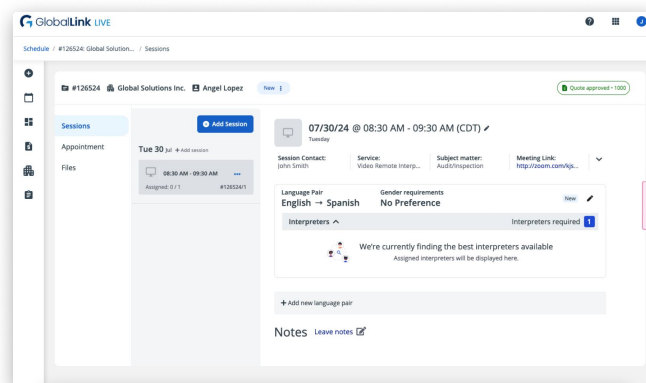 GlobalLink LIVE
J
Schedule / #126524: Global Solution... / Sessions
#126524 Global Solutions Inc. Angel Lopez New
Quote approved • 1000
Sessions
Appointment
Files
Add Session
Tue 30 Jul + Add session
08:30 AM - 09:30 AM
Assigned: 0 / 1 #126524/1
07/30/24 @ 08:30 AM - 09:30 AM (CDT)
Tuesday
Session Contact: Service: Subject matter: Meeting Link:
John Smith Video Remote Interp... Audit/Inspection http://zoom.com/kjs...
Language Pair Gender requirements
English → Spanish No Preference New
Interpreters Interpreters required 1
We're currently finding the best interpreters available
Assigned interpreters will be displayed here.
+ Add new language pair
Notes Leave notes